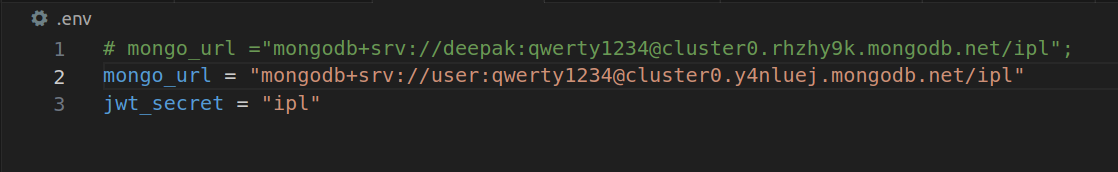 .env
1 # mongo_url ="mongodb+srv://deepak:qwerty1234@cluster0.rhzhy9k.mongodb.net/ipl";
2 mongo_url = "mongodb+srv://user:qwerty1234@cluster0.y4nluej.mongodb.net/ipl"
3 jwt_secret = "ipl"